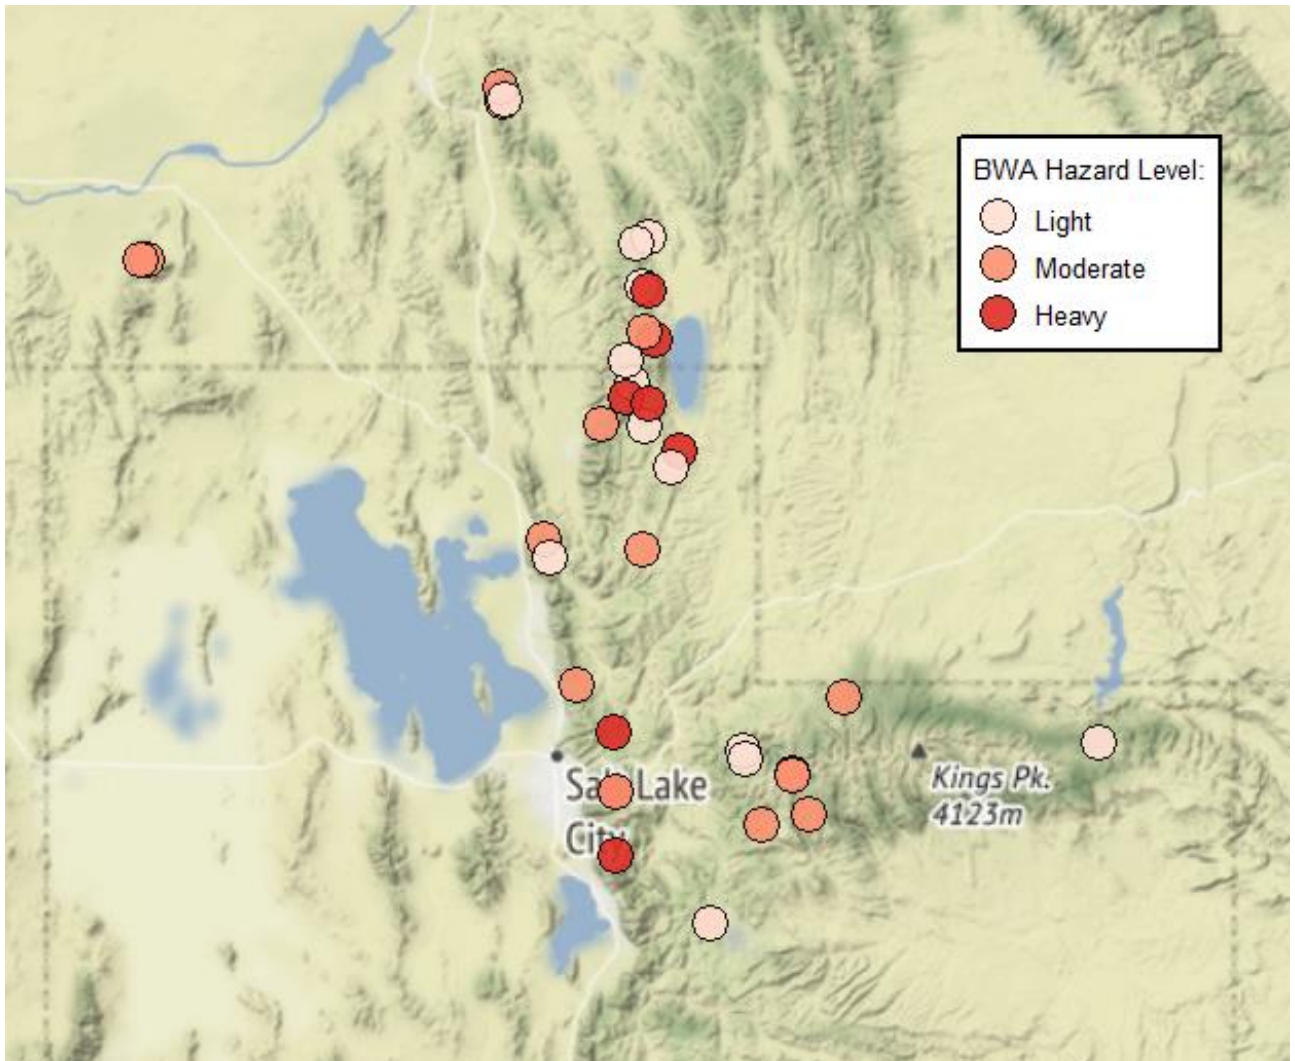 BWA Hazard Level:
Light
Moderate
Heavy
Salt Lake
City
Kings Pk.
4123m